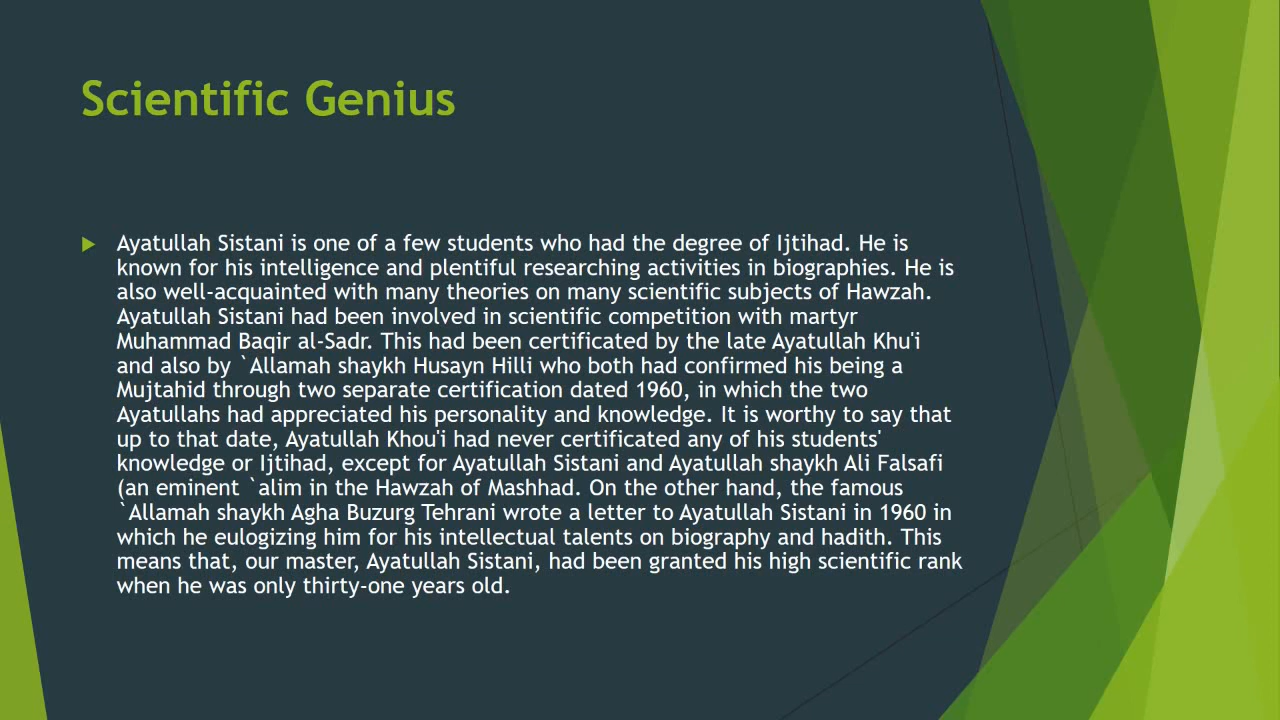 Scientific Genius
Ayatullah Sistani is one of a few students who had the degree of Ijtihad. He is
known for his intelligence and plentiful researching activities in biographies. He is
also well-acquainted with many theories on many scientific subjects of Hawzah.
Ayatullah Sistani had been involved in scientific competition with martyr
Muhammad Baqir al-Sadr. This had been certificated by the late Ayatullah Khu'i
and also by `Allamah shaykh Husayn Hilli who both had confirmed his being a
Mujtahid through two separate certification dated 1960, in which the two
Ayatullahs had appreciated his personality and knowledge. It is worthy to say that
up to that date, Ayatullah Khou'i had never certificated any of his students'
knowledge or Ijtihad, except for Ayatullah Sistani and Ayatullah shaykh Ali Falsafi
(an eminent `alim in the Hawzah of Mashhad. On the other hand, the famous
`Allamah shaykh Agha Buzurg Tehrani wrote a letter to Ayatullah Sistani in 1960 in
which he eulogizing him for his intellectual talents on biography and hadith. This
means that, our master, Ayatullah Sistani, had been granted his high scientific rank
when he was only thirty-one years old.